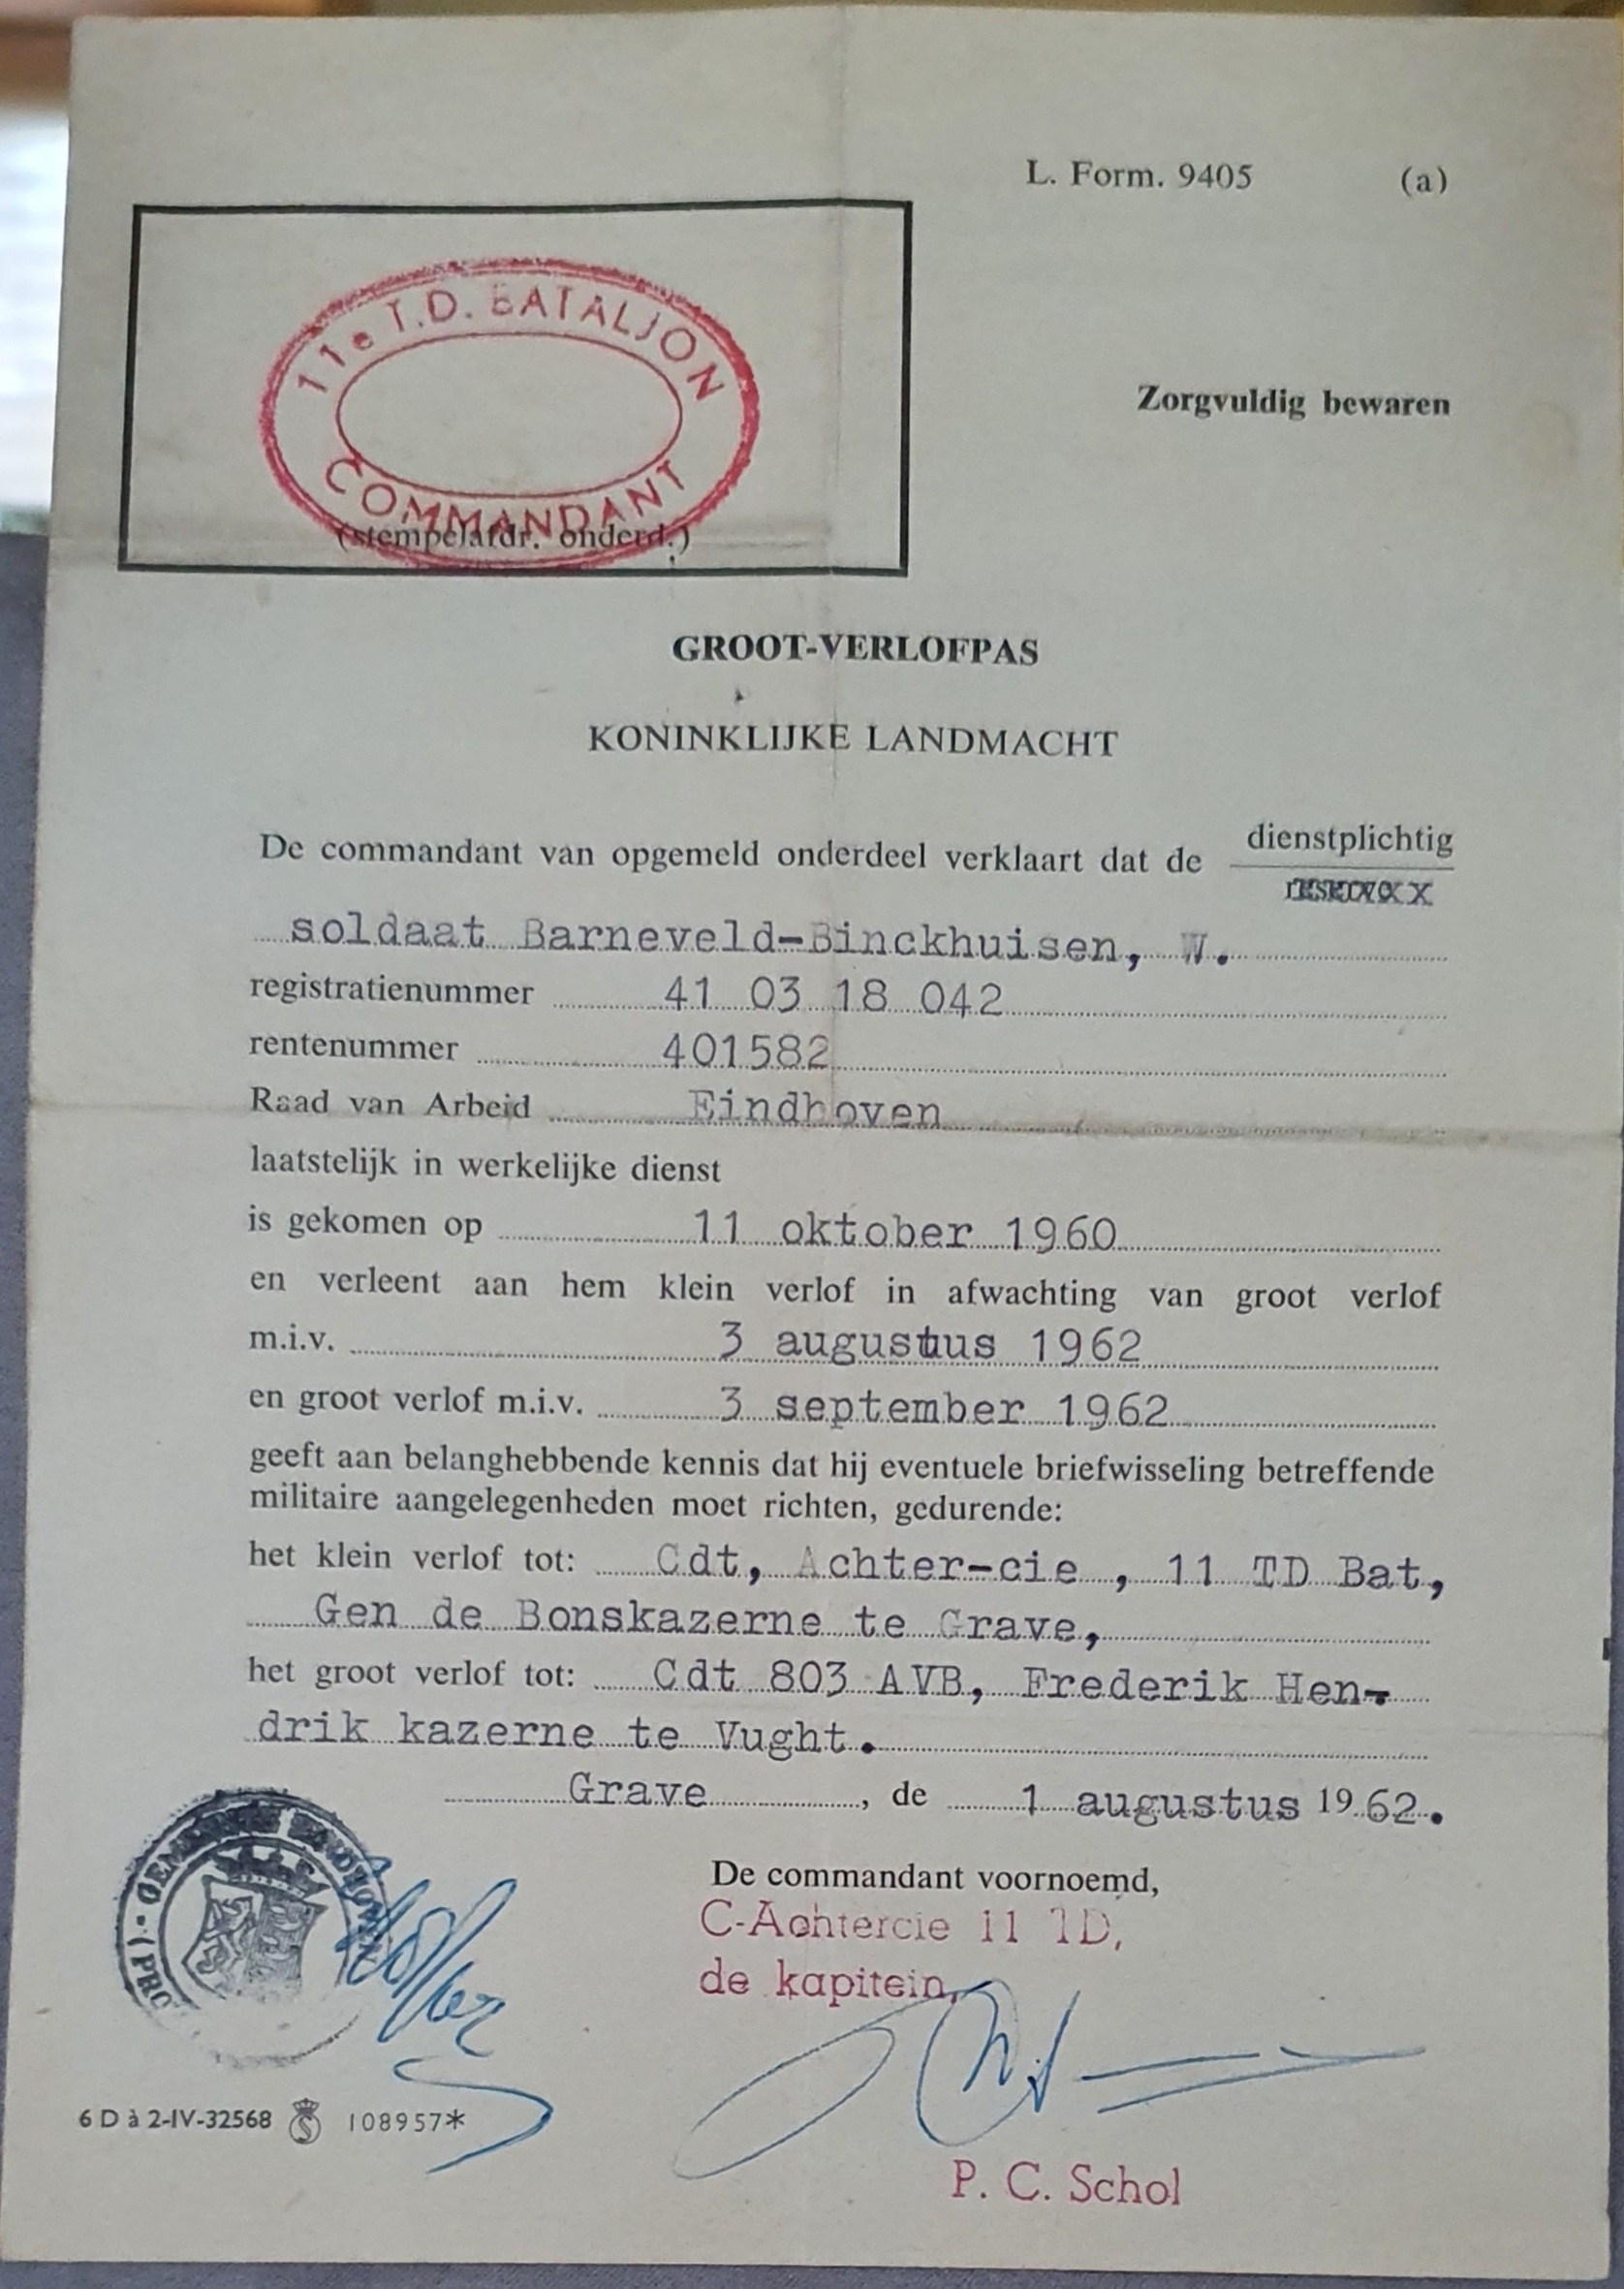 L. Form. 9405 (a)
11e T.D. BATALJON
COMMANDANT
(stempelafdr. onderd.)
Zorgvuldig bewaren
GROOT-VERLOFPAS
KONINKLIJKE LANDMACHT
De commandant van opgemeld onderdeel verklaart dat de dienstplichtig
soldaat Barneveld-Binckhuisen, W.
registratienummer 41 03 18 042
rentenummer 401582
Raad van Arbeid Eindhoven
laatstelijk in werkelijke dienst
is gekomen op 11 oktober 1960
en verleent aan hem klein verlof in afwachting van groot verlof
m.i.v. 3 augustus 1962
en groot verlof m.i.v. 3 september 1962
geeft aan belanghebbende kennis dat hij eventuele briefwisseling betreffende
militaire aangelegenheden moet richten, gedurende:
het klein verlof tot: Cdt, Achter-cie , 11 TD Bat,
Gen de Bonskazerne te Grave,
het groot verlof tot: Cdt 803 AVB, Frederik Hen-
drik kazerne te Vught.
Grave, de 1 augustus 1962.
De commandant voornoemd,
C-Achtercie 11 TD,
de kapitein,
P. C. Schol
6 D à 2-IV-32568 S 108957*